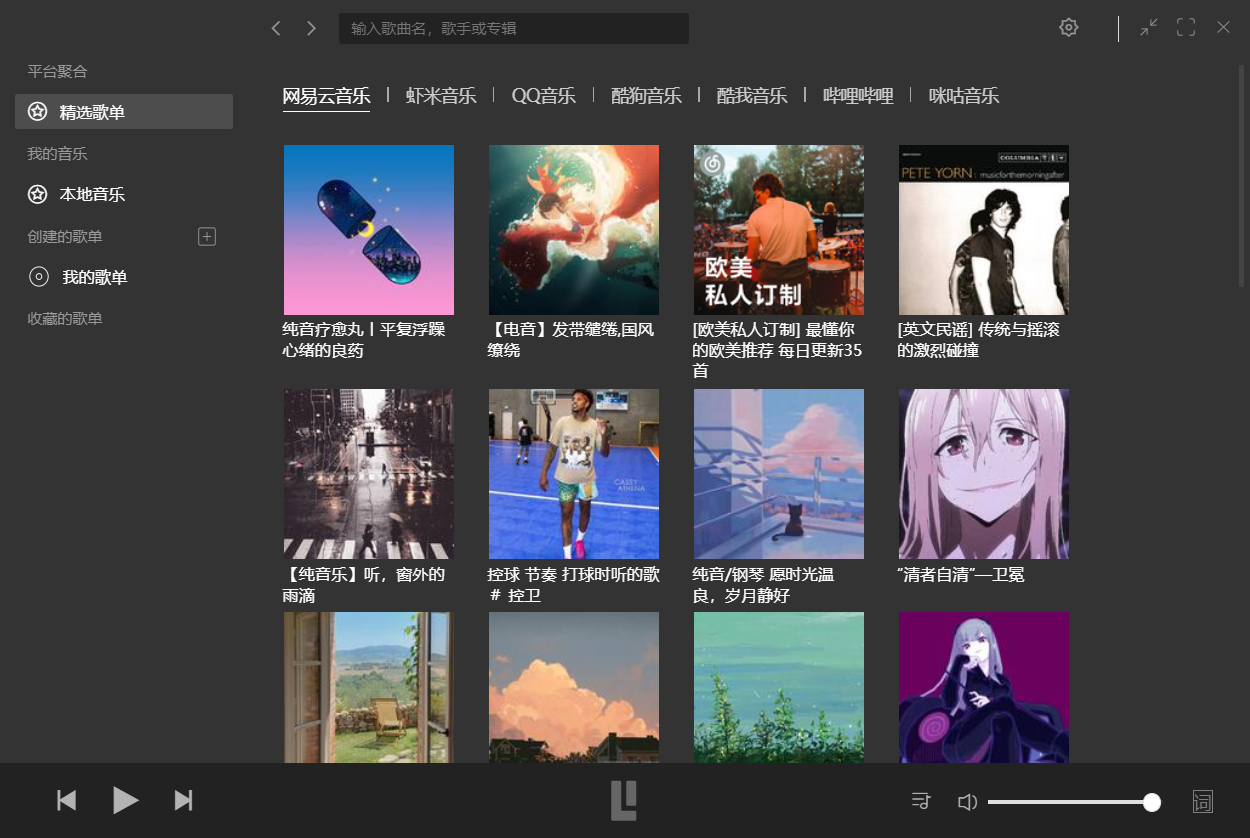 输入歌曲名，歌手或专辑
平台聚合
精选歌单
我的音乐
本地音乐
创建的歌单
我的歌单
收藏的歌单
网易云音乐 | 虾米音乐 | QQ音乐 | 酷狗音乐 | 酷我音乐 | 哔哩哔哩 | 咪咕音乐
欧美
私人订制
COLUMBIA
PETE YORN: musicforthemorningafter
纯音疗愈丸丨平复浮躁
心绪的良药
【电音】发带缱绻,国风
缭绕
[欧美私人订制] 最懂你
的欧美推荐 每日更新35
首
[英文民谣] 传统与摇滚
的激烈碰撞
CASEY
ATHENA
【纯音乐】听，窗外的
雨滴
控球 节奏 打球时听的歌
# 控卫
纯音/钢琴 愿时光温
良，岁月静好
“清者自清”—卫冕
词